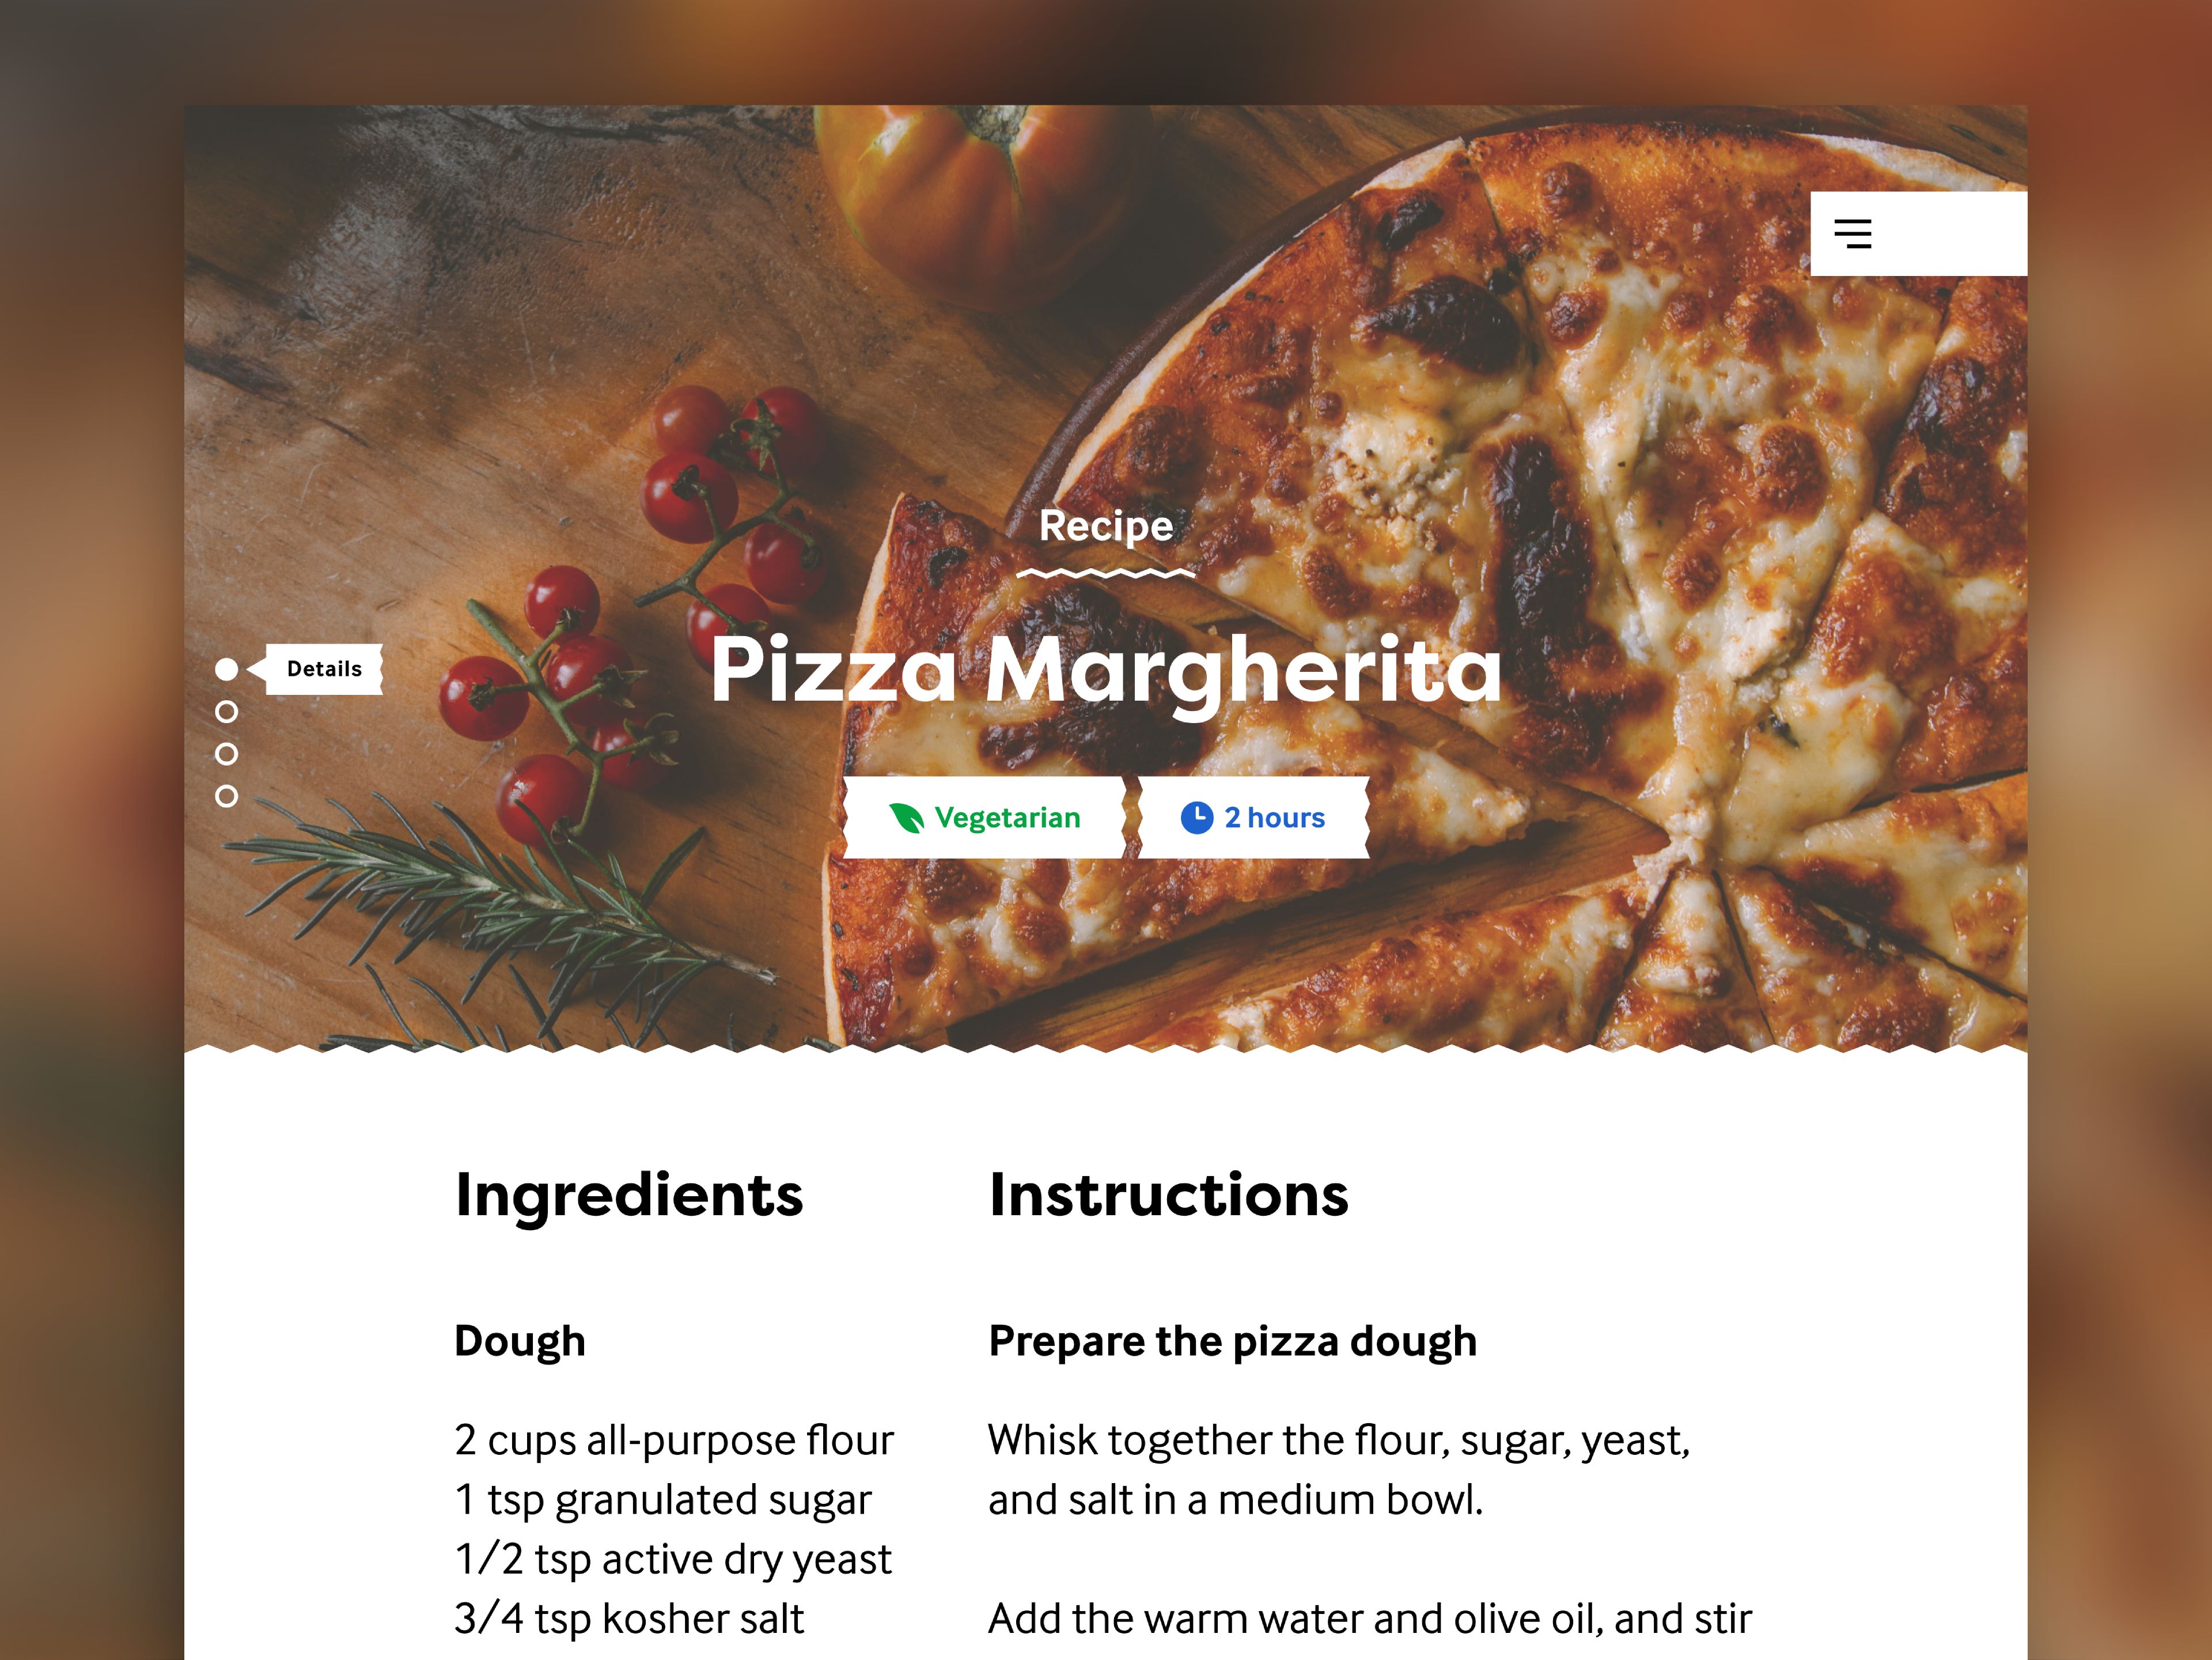 Recipe
Pizza Margherita
Details
Vegetarian
2 hours
Ingredients
Dough
2 cups all-purpose flour
1 tsp granulated sugar
1/2 tsp active dry yeast
3/4 tsp kosher salt
Instructions
Prepare the pizza dough
Whisk together the flour, sugar, yeast,
and salt in a medium bowl.
Add the warm water and olive oil, and stir